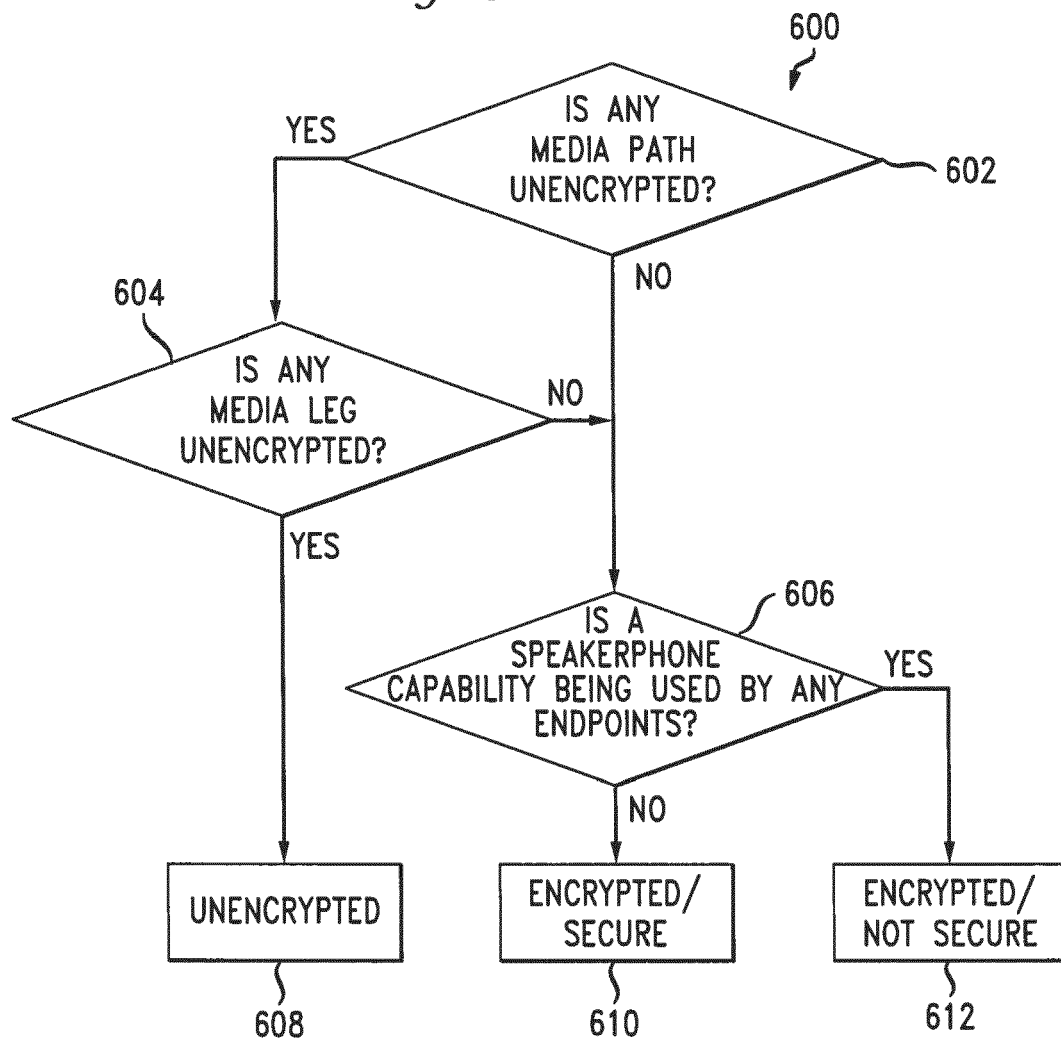 600
IS ANY
MEDIA PATH
UNENCRYPTED?
YES
602
NO
604
IS ANY
MEDIA LEG
UNENCRYPTED?
NO
YES
606
IS A
SPEAKERPHONE
CAPABILITY BEING USED BY ANY
ENDPOINTS?
YES
NO
UNENCRYPTED
ENCRYPTED/
SECURE
ENCRYPTED/
NOT SECURE
608
610
612